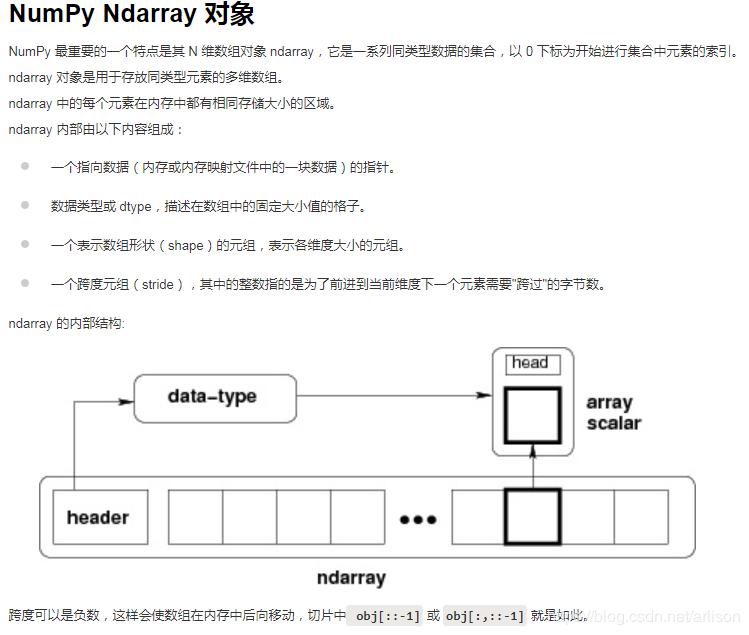 NumPy Ndarray 对象
NumPy 最重要的一个特点是其 N 维数组对象 ndarray，它是一系列同类型数据的集合，以 0 下标为开始进行集合中元素的索引。
ndarray 对象是用于存放同类型元素的多维数组。
ndarray 中的每个元素在内存中都有相同存储大小的区域。
ndarray 内部由以下内容组成：
一个指向数据（内存或内存映射文件中的一块数据）的指针。
数据类型或 dtype，描述在数组中的固定大小值的格子。
一个表示数组形状（shape）的元组，表示各维度大小的元组。
一个跨度元组（stride），其中的整数指的是为了前进到当前维度下一个元素需要"跨过"的字节数。
ndarray 的内部结构:
head
data-type
array
scalar
header
ndarray
跨度可以是负数，这样会使数组在内存中后向移动，切片中 obj[::-1] 或 obj[:,::-1] 就是如此。
blog.csdn.net/arlison